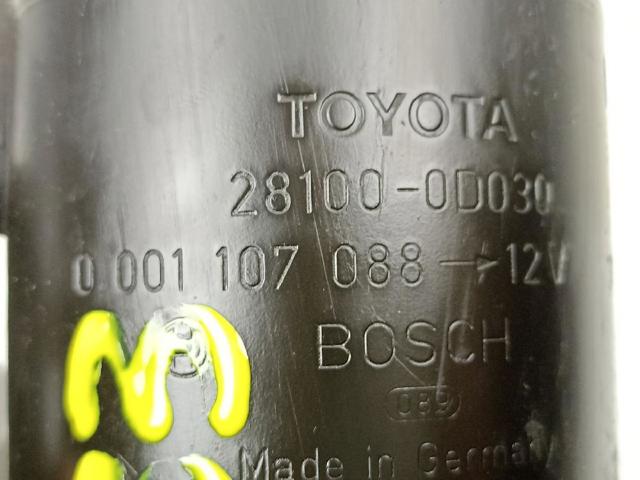 TOYOTA
28100-0D030
0 001 107 088 → 12V
BOSCH
089
Made in Germany